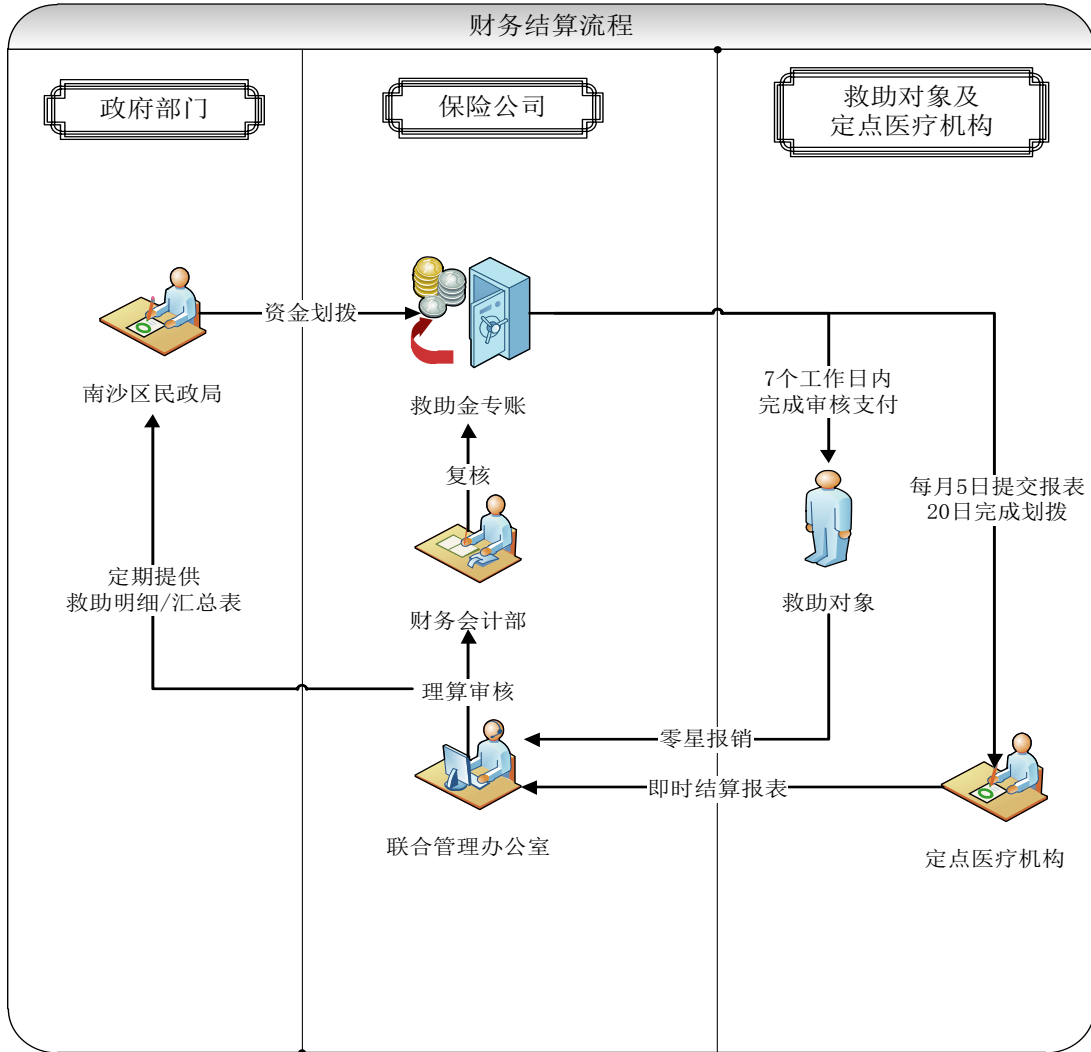 财务结算流程
政府部门
保险公司
救助对象及
定点医疗机构
资金划拨
南沙区民政局
救助金专账
7个工作日内
完成审核支付
复核
每月5日提交报表
20日完成划拨
定期提供
救助明细/汇总表
财务会计部
救助对象
理算审核
零星报销
即时结算报表
联合管理办公室
定点医疗机构